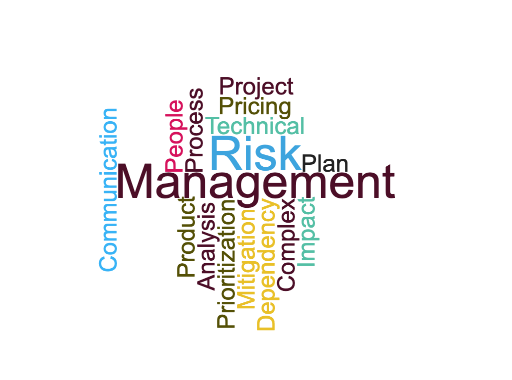 Project
Pricing
Technical
Risk
Plan
Management
Communication
People
Process
Product
Analysis
Prioritization
Mitigation
Dependency
Complex
Impact